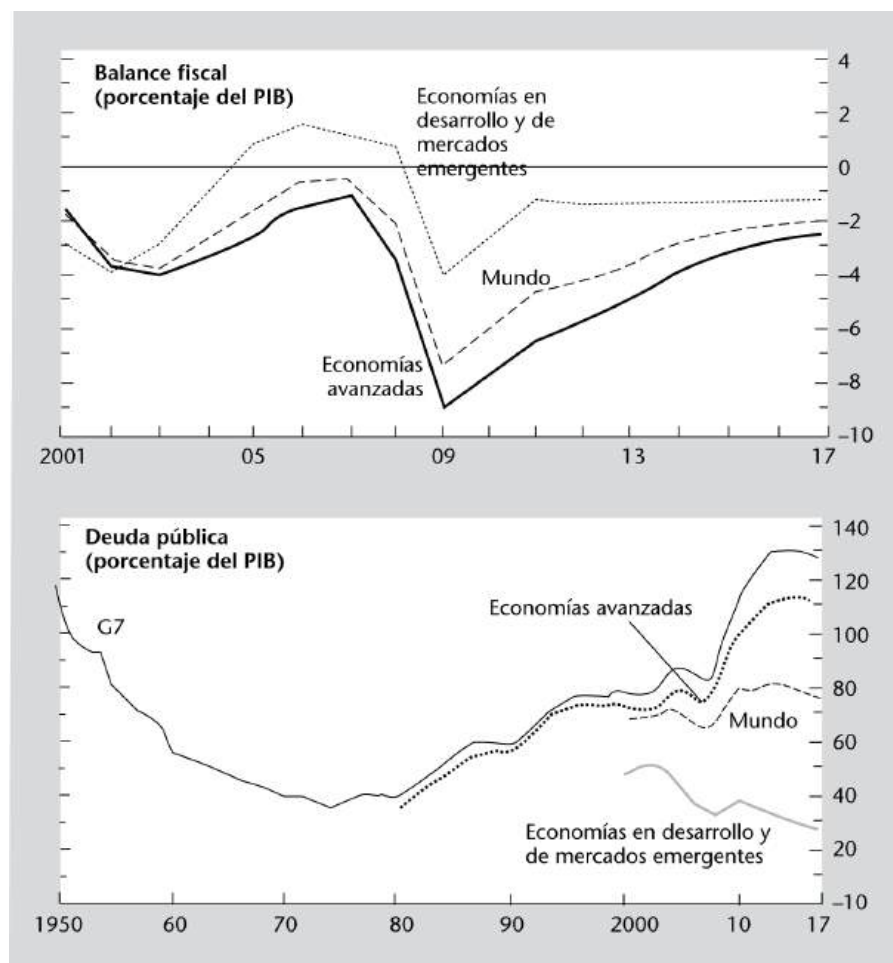 Balance fiscal
(porcentaje del PIB)
Economías en
desarrollo y de
mercados
emergentes
Mundo
Economías
avanzadas
4
2
0
–2
–4
–6
–8
–10
2001 05 09 13 17
Deuda pública
(porcentaje del PIB)
G7
Economías avanzadas
Mundo
Economías en desarrollo y
de mercados emergentes
140
120
100
80
60
40
20
–10
1950 60 70 80 90 2000 10 17